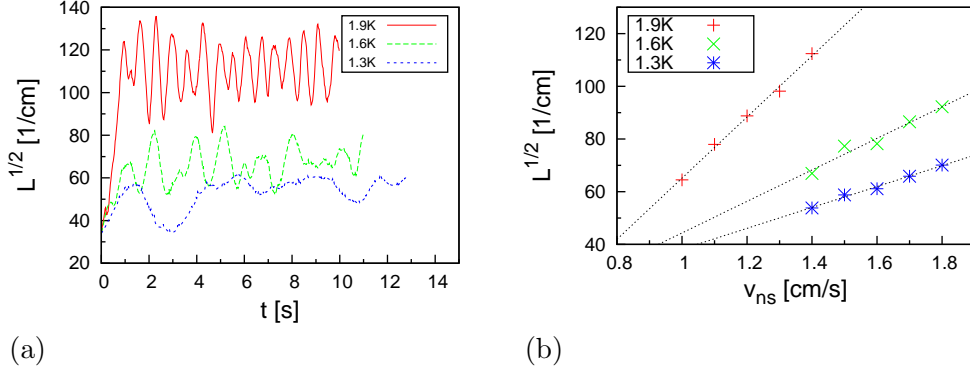 140
120
100
80
60
40
20
0 2 4 6 8 10 12 14
L^{1/2} [1/cm]
t [s]
1.9K
1.6K
1.3K
(a)
120
100
80
60
40
0.8 1 1.2 1.4 1.6 1.8
L^{1/2} [1/cm]
v_{ns} [cm/s]
1.9K
1.6K
1.3K
(b)